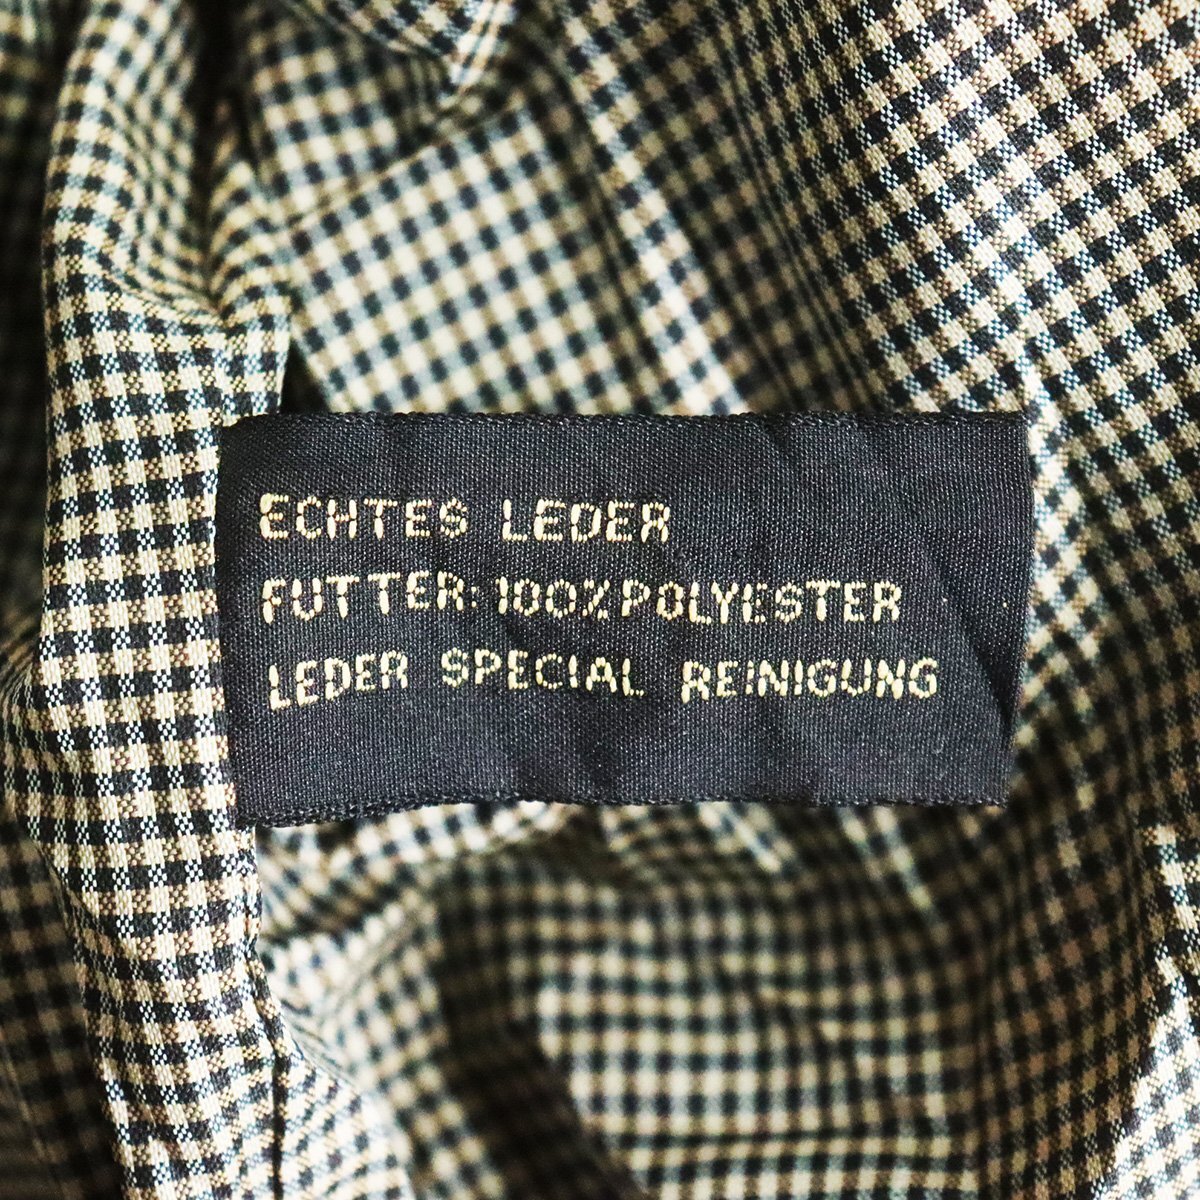 ECHTES LEDER
FUTTER: 100% POLYESTER
LEDER SPECIAL REINIGUNG